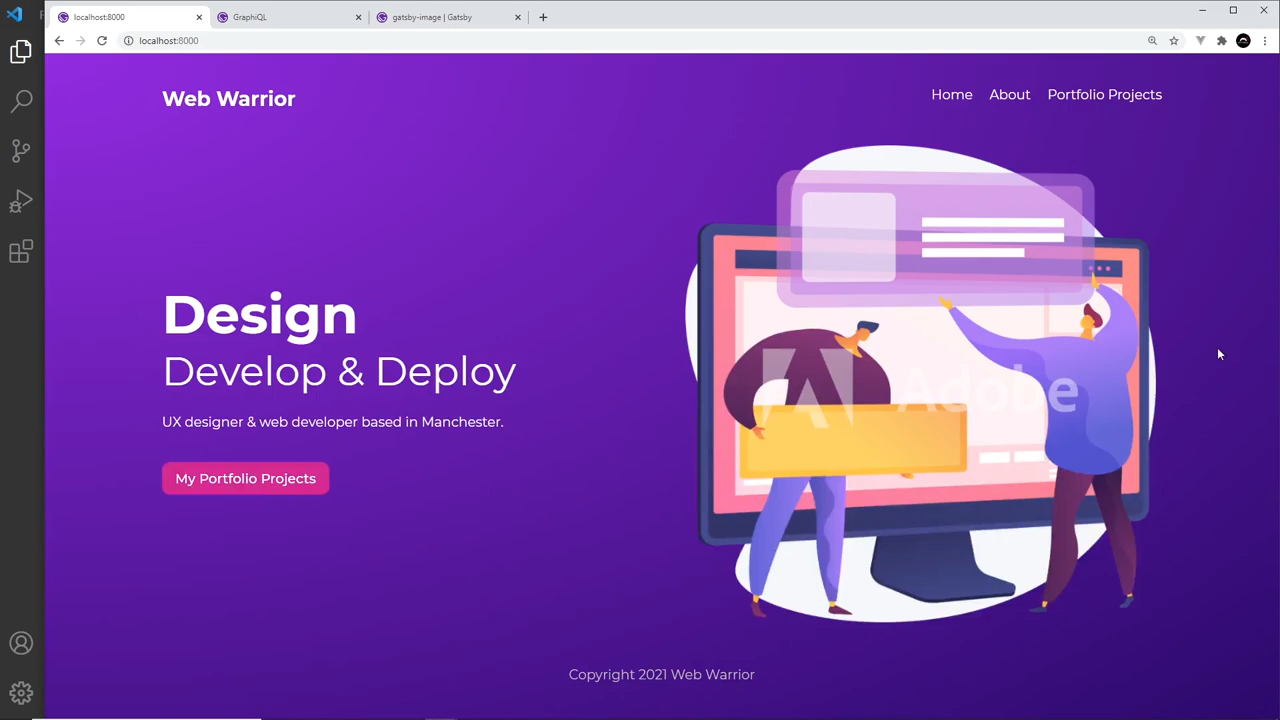 localhost:8000
GraphiQL
gatsby-image | Gatsby
localhost:8000
Web Warrior
Home About Portfolio Projects
Design
Develop & Deploy
UX designer & web developer based in Manchester.
My Portfolio Projects
Adobe
Copyright 2021 Web Warrior